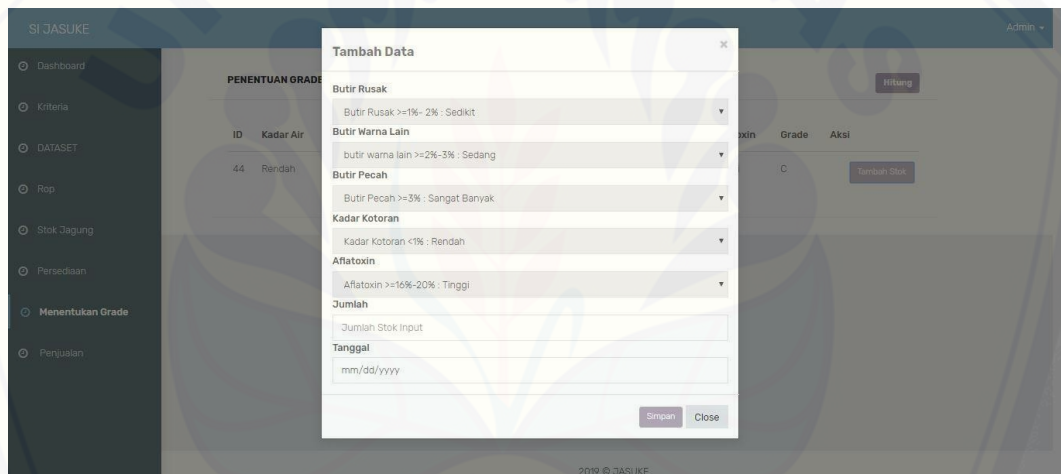 SI JASUKE
Admin
Dashboard
Kriteria
DATASET
Rop
Stok Jagung
Persediaan
Menentukan Grade
Penjualan
PENENTUAN GRADE
Hitung
ID Kadar Air Grade Aksi
44 Rendah C Tambah Stok
Tambah Data
×
Butir Rusak
Butir Rusak >=1%- 2% : Sedikit
Butir Warna Lain
butir warna lain >=2%-3% : Sedang
Butir Pecah
Butir Pecah >=3% : Sangat Banyak
Kadar Kotoran
Kadar Kotoran <1% : Rendah
Aflatoxin
Aflatoxin >=16%-20% : Tinggi
Jumlah
Jumlah Stok Input
Tanggal
mm/dd/yyyy
Simpan Close
2019 © JASUKE